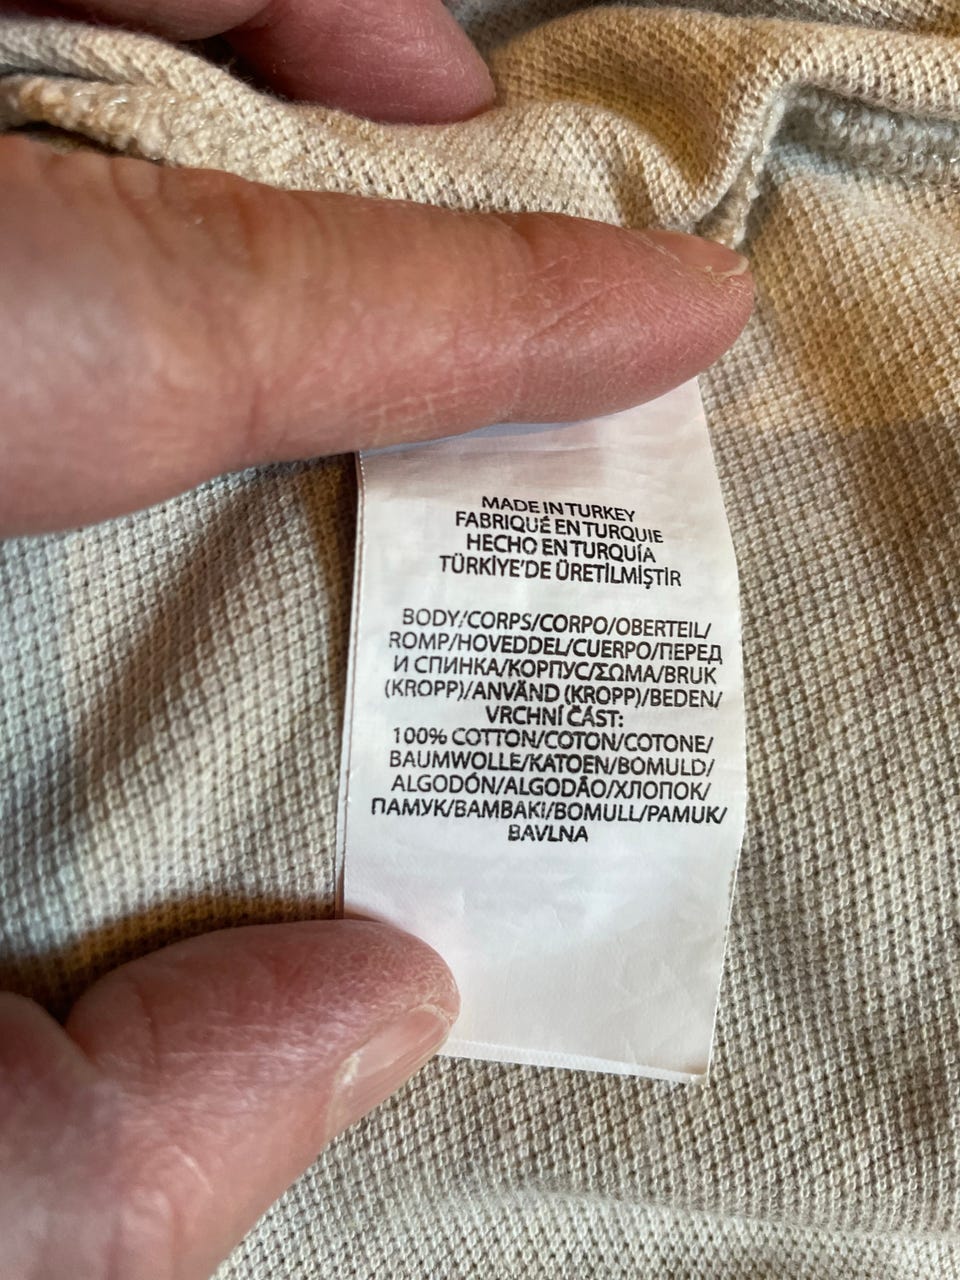 MADE IN TURKEY
FABRIQUÉ EN TURQUIE
HECHO EN TURQUÍA
TÜRKİYE'DE ÜRETİLMİŞTİR
BODY/CORPS/CORPO/OBERTEIL/
ROMP/HOVEDDEL/CUERPO/ПЕРЕД
И СПИНКА/КОРПУС/ΣΩΜΑ/BRUK
(KROPP)/ANVÄND (KROPP)/BEDEN/
VRCHNÍ ČÁST:
100% COTTON/COTON/COTONE/
BAUMWOLLE/KATOEN/BOMULD/
ALGODÓN/ALGODÃO/ХЛОПОК/
ПАМУК/ΒΑΜΒΑΚΙ/BOMULL/PAMUK/
BAVLNA